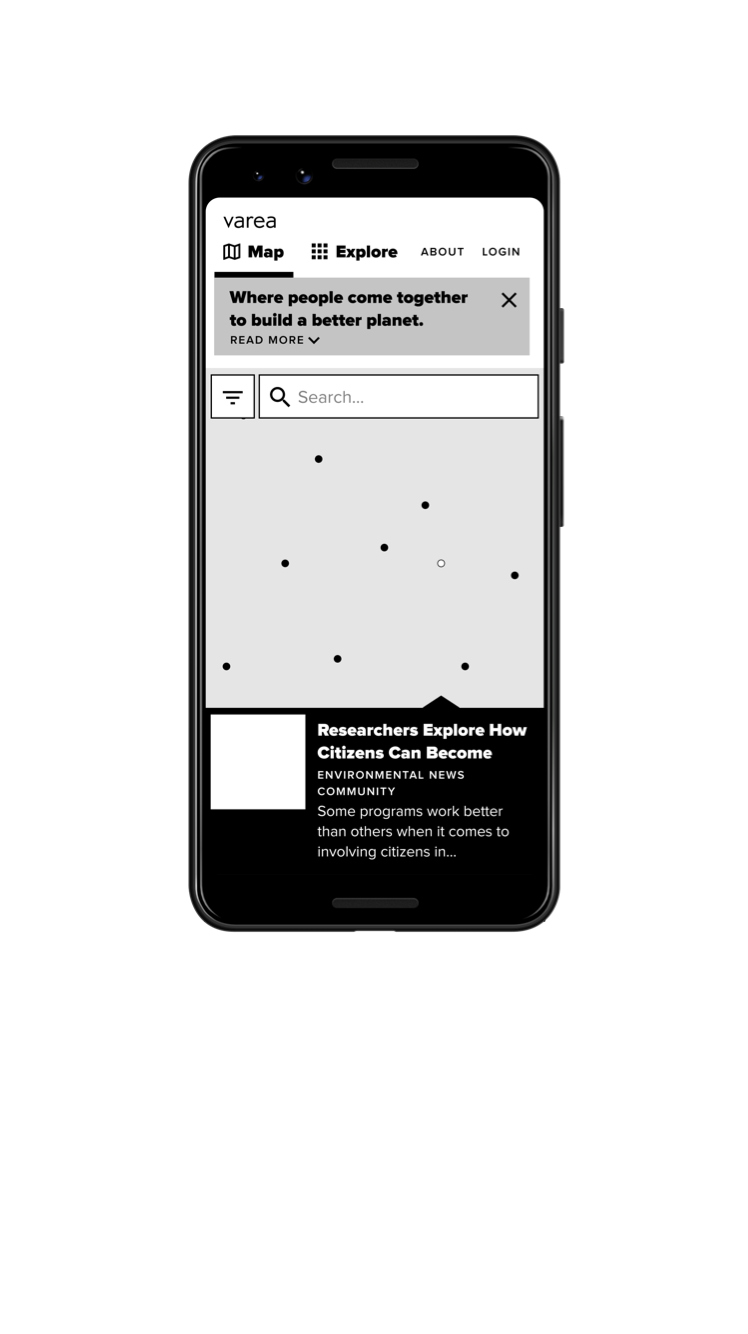 varea
Map Explore ABOUT LOGIN
Where people come together
to build a better planet.
READ MORE
Search...
Researchers Explore How
Citizens Can Become
ENVIRONMENTAL NEWS
COMMUNITY
Some programs work better
than others when it comes to
involving citizens in...